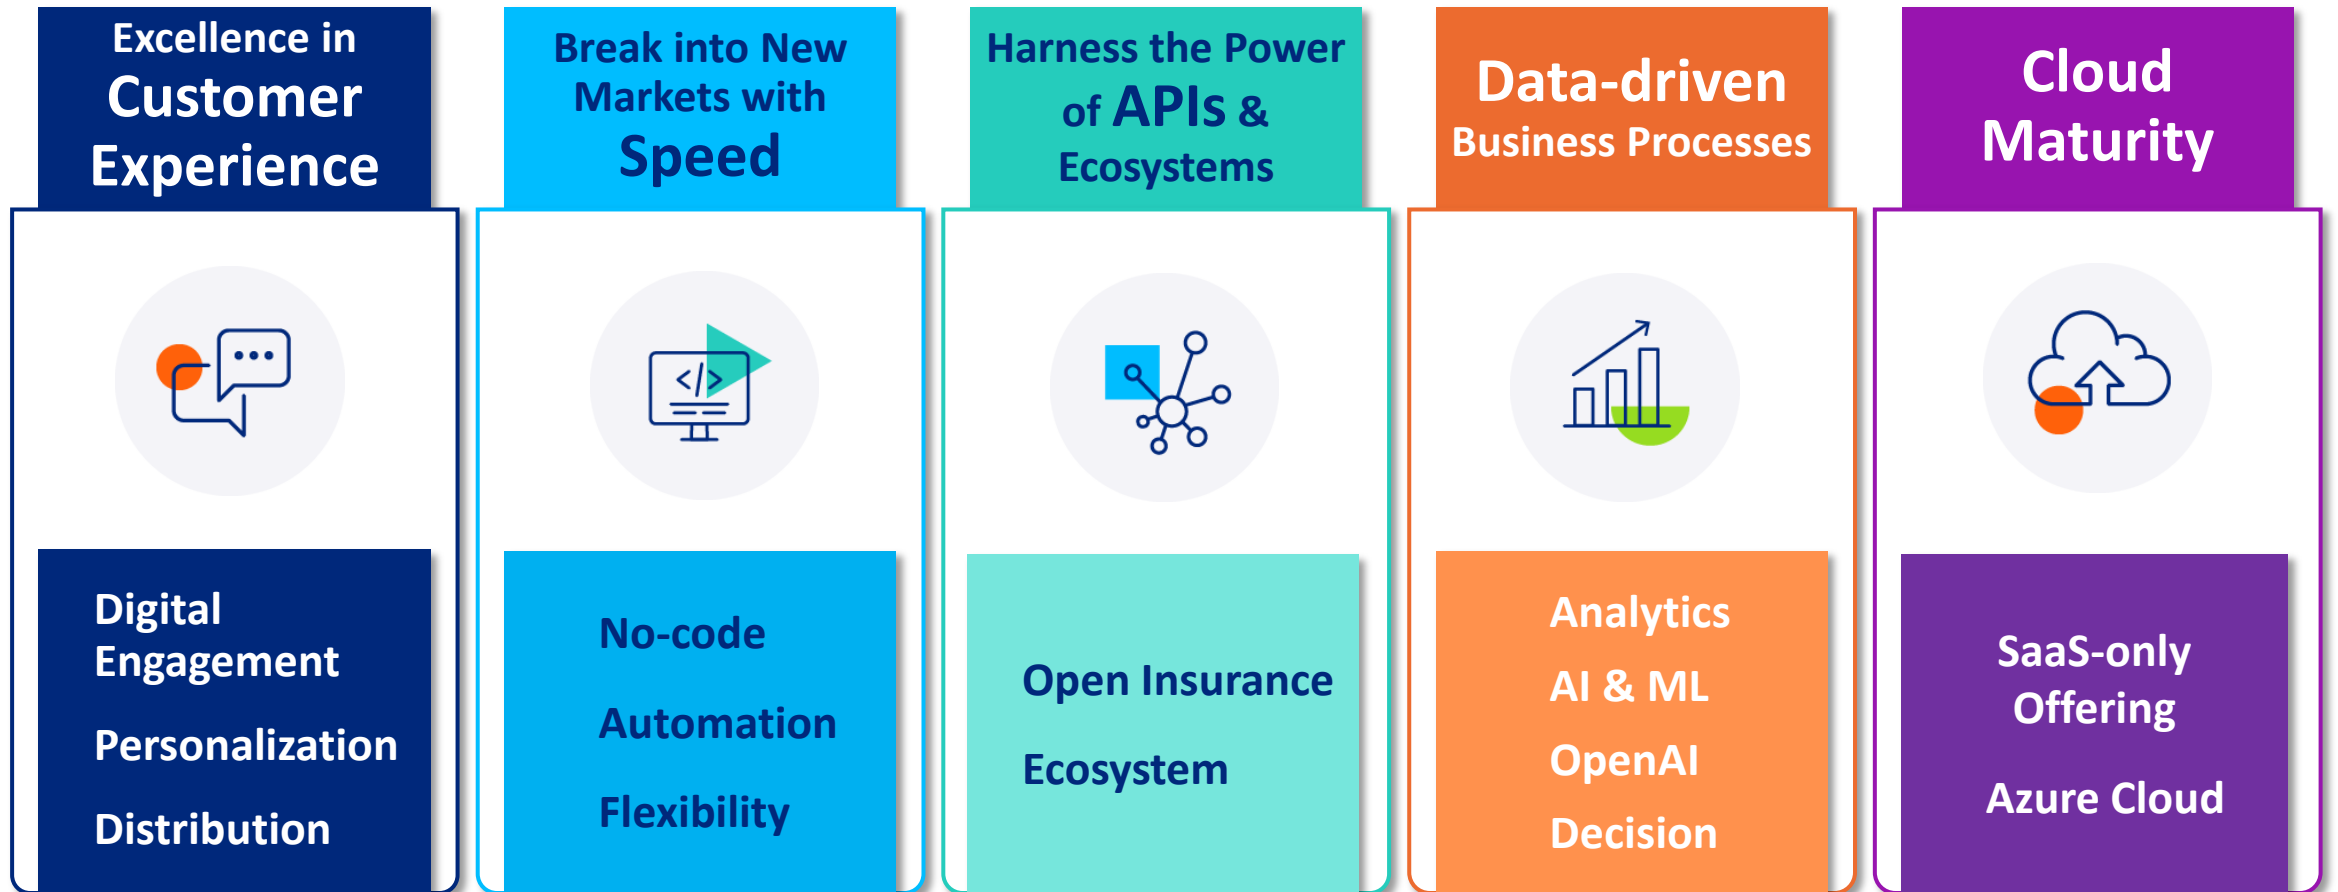 Excellence in
Customer
Experience
Digital
Engagement
Personalization
Distribution
Break into New
Markets with
Speed
</>
No-code
Automation
Flexibility
Harness the Power
of APIs &
Ecosystems
Open Insurance
Ecosystem
Data-driven
Business Processes
Analytics
AI & ML
OpenAI
Decision
Cloud
Maturity
SaaS-only
Offering
Azure Cloud